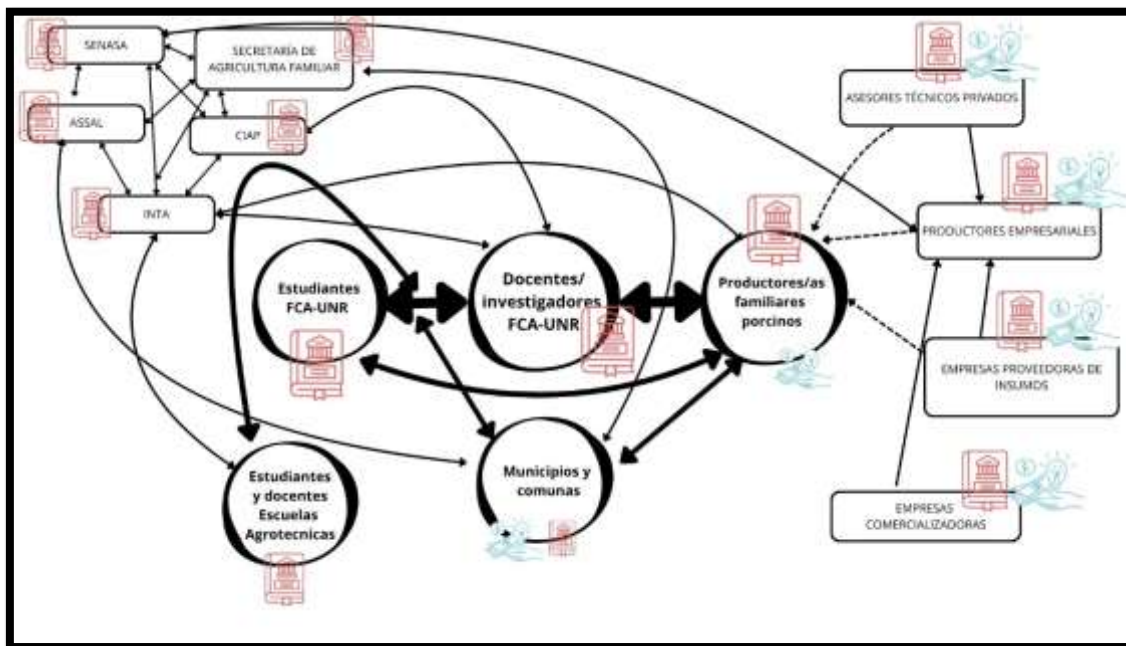 SENASA
SECRETARÍA DE
AGRICULTURA FAMILIAR
ASSAL
CIAP
INTA
ASESORES TÉCNICOS PRIVADOS
PRODUCTORES EMPRESARIALES
Estudiantes
FCA-UNR
Docentes/
investigadores
FCA-UNR
Productores/as
familiares
porcinos
EMPRESAS PROVEEDORAS DE
INSUMOS
Estudiantes
y docentes
Escuelas
Agrotecnicas
Municipios y
comunas
EMPRESAS
COMERCIALIZADORAS